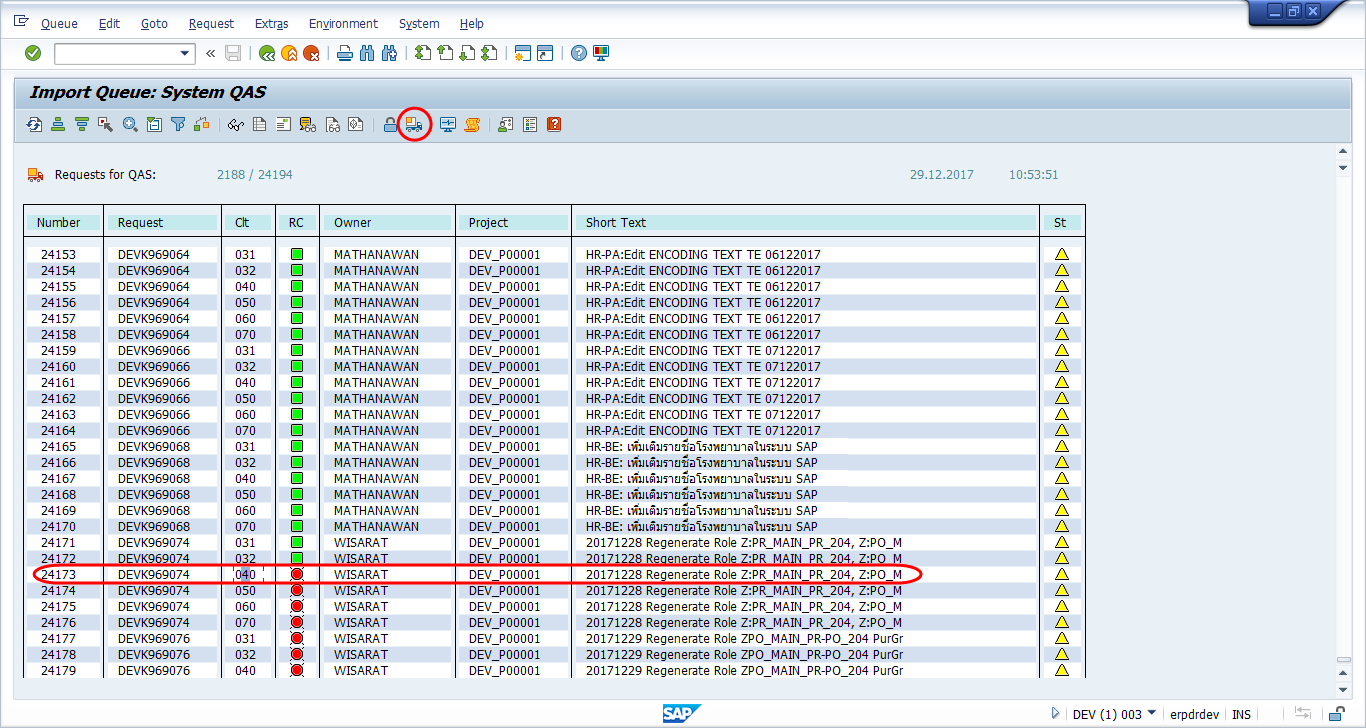 Queue Edit Goto Request Extras Environment System Help
Import Queue: System QAS
Requests for QAS: 2188 / 24194 29.12.2017 10:53:51
Number Request Clt RC Owner Project Short Text St
24153 DEVK969064 031 MATHANAWAN DEV_P00001 HR-PA:Edit ENCODING TEXT TE 06122017
24154 DEVK969064 032 MATHANAWAN DEV_P00001 HR-PA:Edit ENCODING TEXT TE 06122017
24155 DEVK969064 040 MATHANAWAN DEV_P00001 HR-PA:Edit ENCODING TEXT TE 06122017
24156 DEVK969064 050 MATHANAWAN DEV_P00001 HR-PA:Edit ENCODING TEXT TE 06122017
24157 DEVK969064 060 MATHANAWAN DEV_P00001 HR-PA:Edit ENCODING TEXT TE 06122017
24158 DEVK969064 070 MATHANAWAN DEV_P00001 HR-PA:Edit ENCODING TEXT TE 06122017
24159 DEVK969066 031 MATHANAWAN DEV_P00001 HR-PA:Edit ENCODING TEXT TE 07122017
24160 DEVK969066 032 MATHANAWAN DEV_P00001 HR-PA:Edit ENCODING TEXT TE 07122017
24161 DEVK969066 040 MATHANAWAN DEV_P00001 HR-PA:Edit ENCODING TEXT TE 07122017
24162 DEVK969066 050 MATHANAWAN DEV_P00001 HR-PA:Edit ENCODING TEXT TE 07122017
24163 DEVK969066 060 MATHANAWAN DEV_P00001 HR-PA:Edit ENCODING TEXT TE 07122017
24164 DEVK969066 070 MATHANAWAN DEV_P00001 HR-PA:Edit ENCODING TEXT TE 07122017
24165 DEVK969068 031 MATHANAWAN DEV_P00001 HR-BE: เพิ่มเติมรายชื่อโรงพยาบาลในระบบ SAP
24166 DEVK969068 032 MATHANAWAN DEV_P00001 HR-BE: เพิ่มเติมรายชื่อโรงพยาบาลในระบบ SAP
24167 DEVK969068 040 MATHANAWAN DEV_P00001 HR-BE: เพิ่มเติมรายชื่อโรงพยาบาลในระบบ SAP
24168 DEVK969068 050 MATHANAWAN DEV_P00001 HR-BE: เพิ่มเติมรายชื่อโรงพยาบาลในระบบ SAP
24169 DEVK969068 060 MATHANAWAN DEV_P00001 HR-BE: เพิ่มเติมรายชื่อโรงพยาบาลในระบบ SAP
24170 DEVK969068 070 MATHANAWAN DEV_P00001 HR-BE: เพิ่มเติมรายชื่อโรงพยาบาลในระบบ SAP
24171 DEVK969074 031 WISARAT DEV_P00001 20171228 Regenerate Role Z:PR_MAIN_PR_204, Z:PO_M
24172 DEVK969074 032 WISARAT DEV_P00001 20171228 Regenerate Role Z:PR_MAIN_PR_204, Z:PO_M
24173 DEVK969074 040 WISARAT DEV_P00001 20171228 Regenerate Role Z:PR_MAIN_PR_204, Z:PO_M
24174 DEVK969074 050 WISARAT DEV_P00001 20171228 Regenerate Role Z:PR_MAIN_PR_204, Z:PO_M
24175 DEVK969074 060 WISARAT DEV_P00001 20171228 Regenerate Role Z:PR_MAIN_PR_204, Z:PO_M
24176 DEVK969074 070 WISARAT DEV_P00001 20171228 Regenerate Role Z:PR_MAIN_PR_204, Z:PO_M
24177 DEVK969076 031 WISARAT DEV_P00001 20171229 Regenerate Role ZPO_MAIN_PR-PO_204 PurGr
24178 DEVK969076 032 WISARAT DEV_P00001 20171229 Regenerate Role ZPO_MAIN_PR-PO_204 PurGr
24179 DEVK969076 040 WISARAT DEV_P00001 20171229 Regenerate Role ZPO_MAIN_PR-PO_204 PurGr
SAP DEV (1) 003 erpdrdev INS